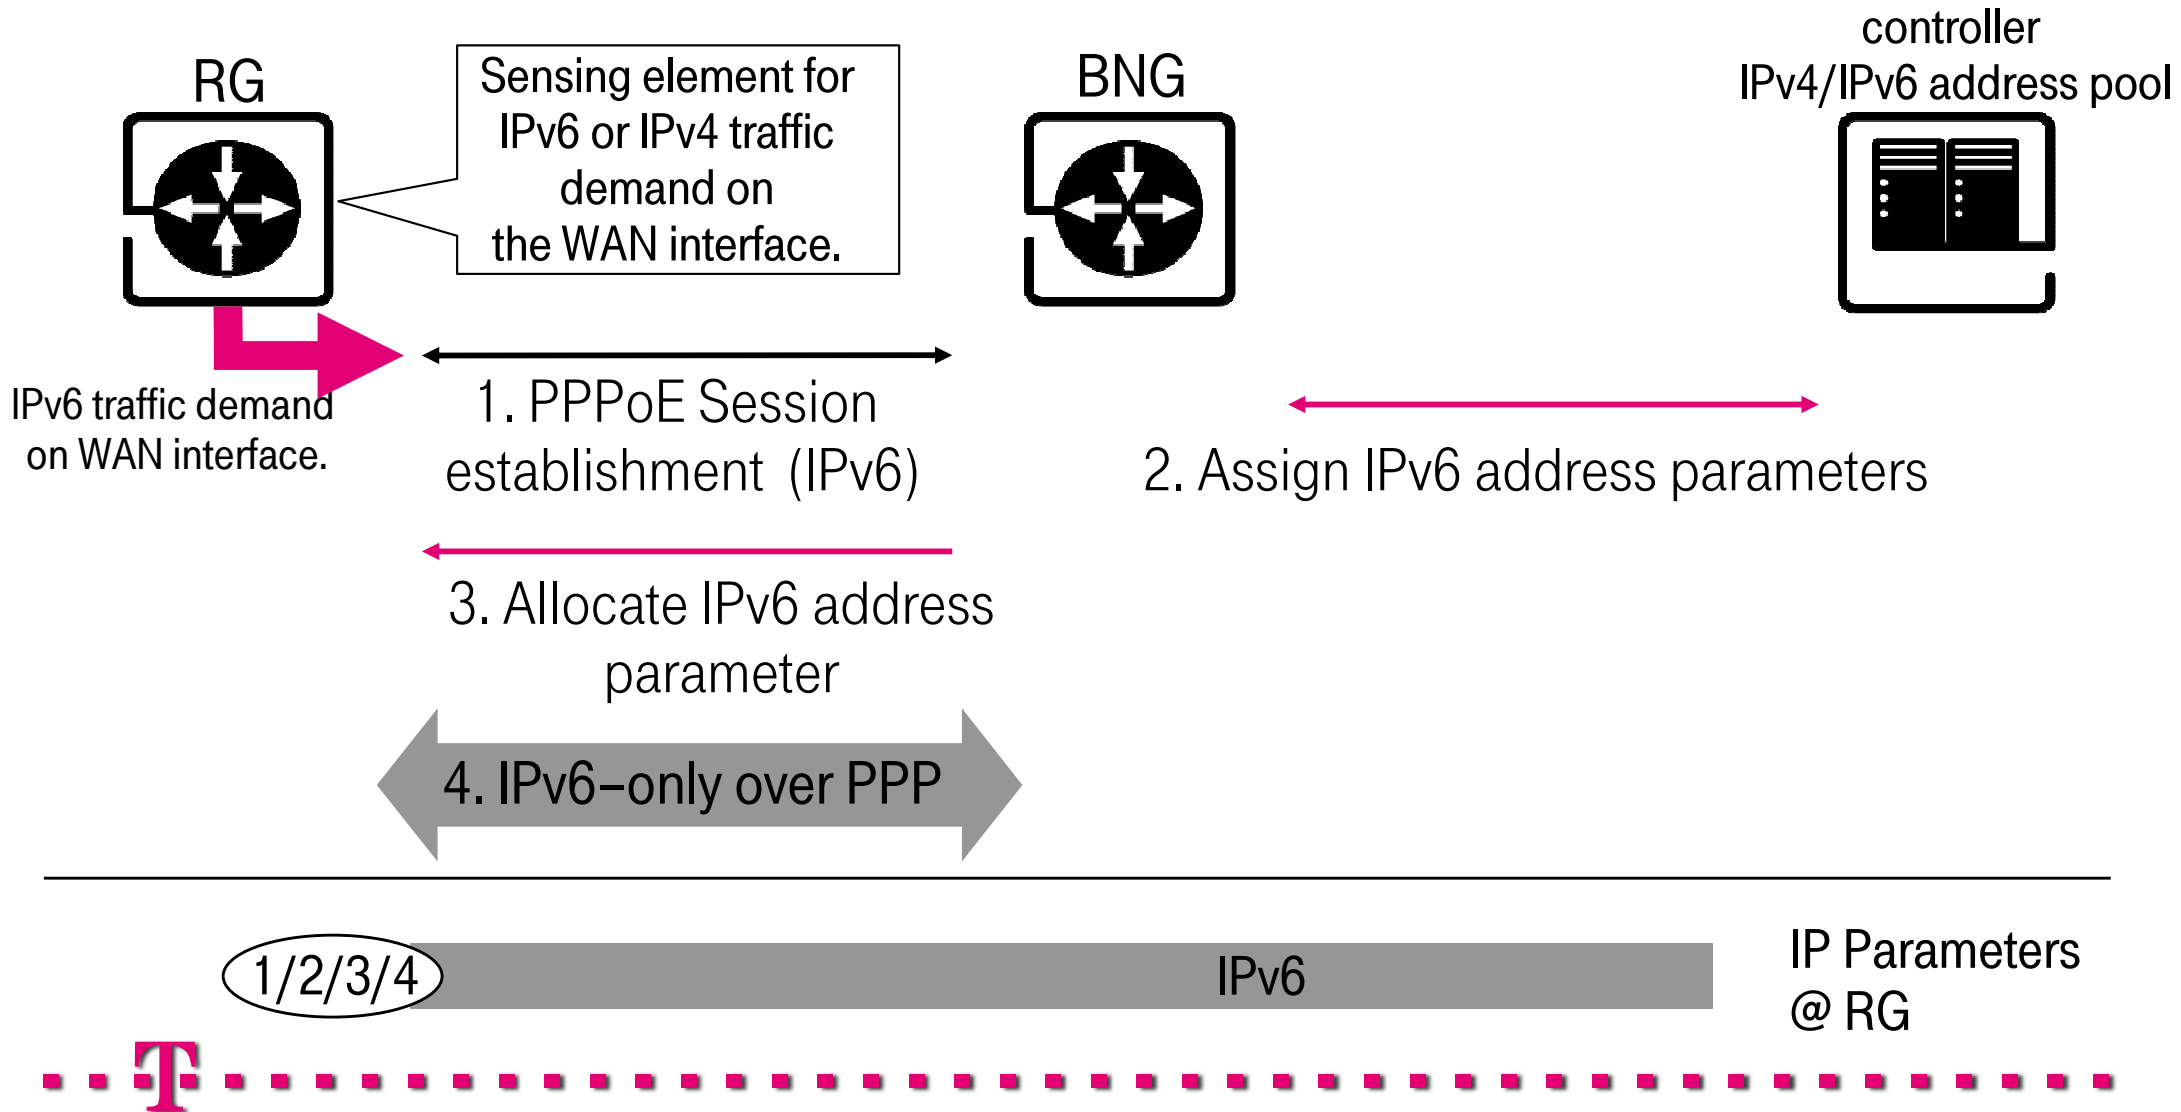 controller
IPv4/IPv6 address pool
RG
Sensing element for
IPv6 or IPv4 traffic
demand on
the WAN interface.
BNG
IPv6 traffic demand
on WAN interface.
1. PPPoE Session
establishment (IPv6)
2. Assign IPv6 address parameters
3. Allocate IPv6 address
parameter
4. IPv6–only over PPP
1/2/3/4
IPv6
IP Parameters
@ RG
T